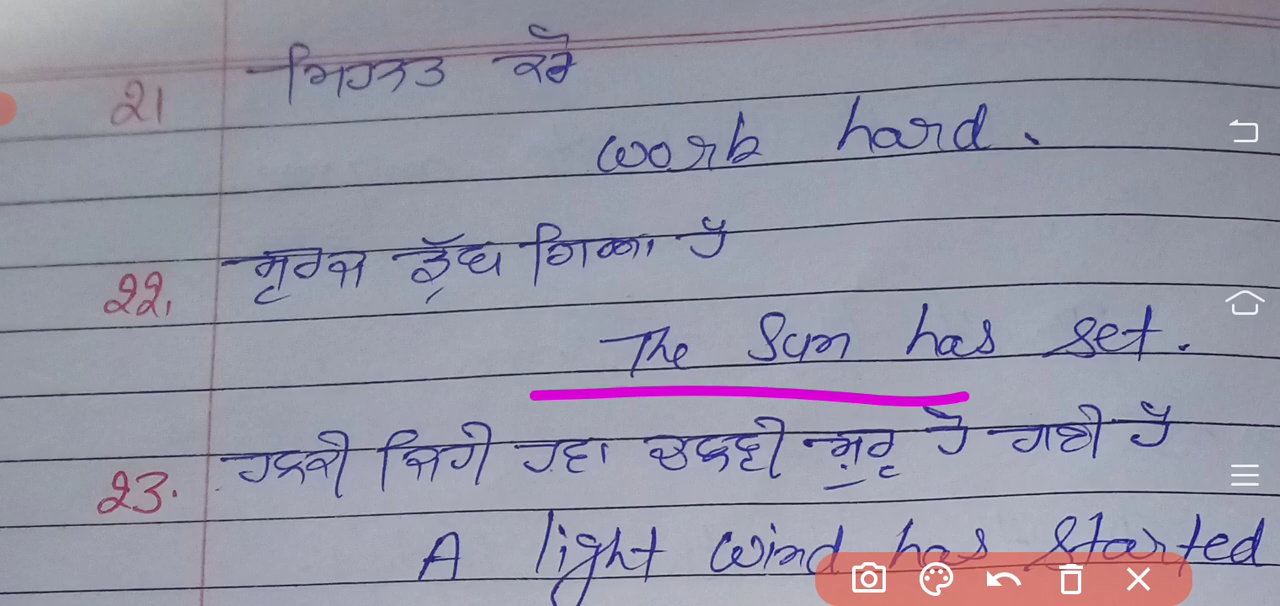 21 ਮਿਹਨਤ ਕਰੋ
work hard.
22. ਸੂਰਜ ਡੁੱਬ ਗਿਆ ਹੈ
The Sun has set.
23. ਹਲਕੀ ਜਿਹੀ ਹਵਾ ਚਲਣੀ ਸ਼ੁਰੂ ਹੋ ਗਈ ਹੈ
A light wind has started